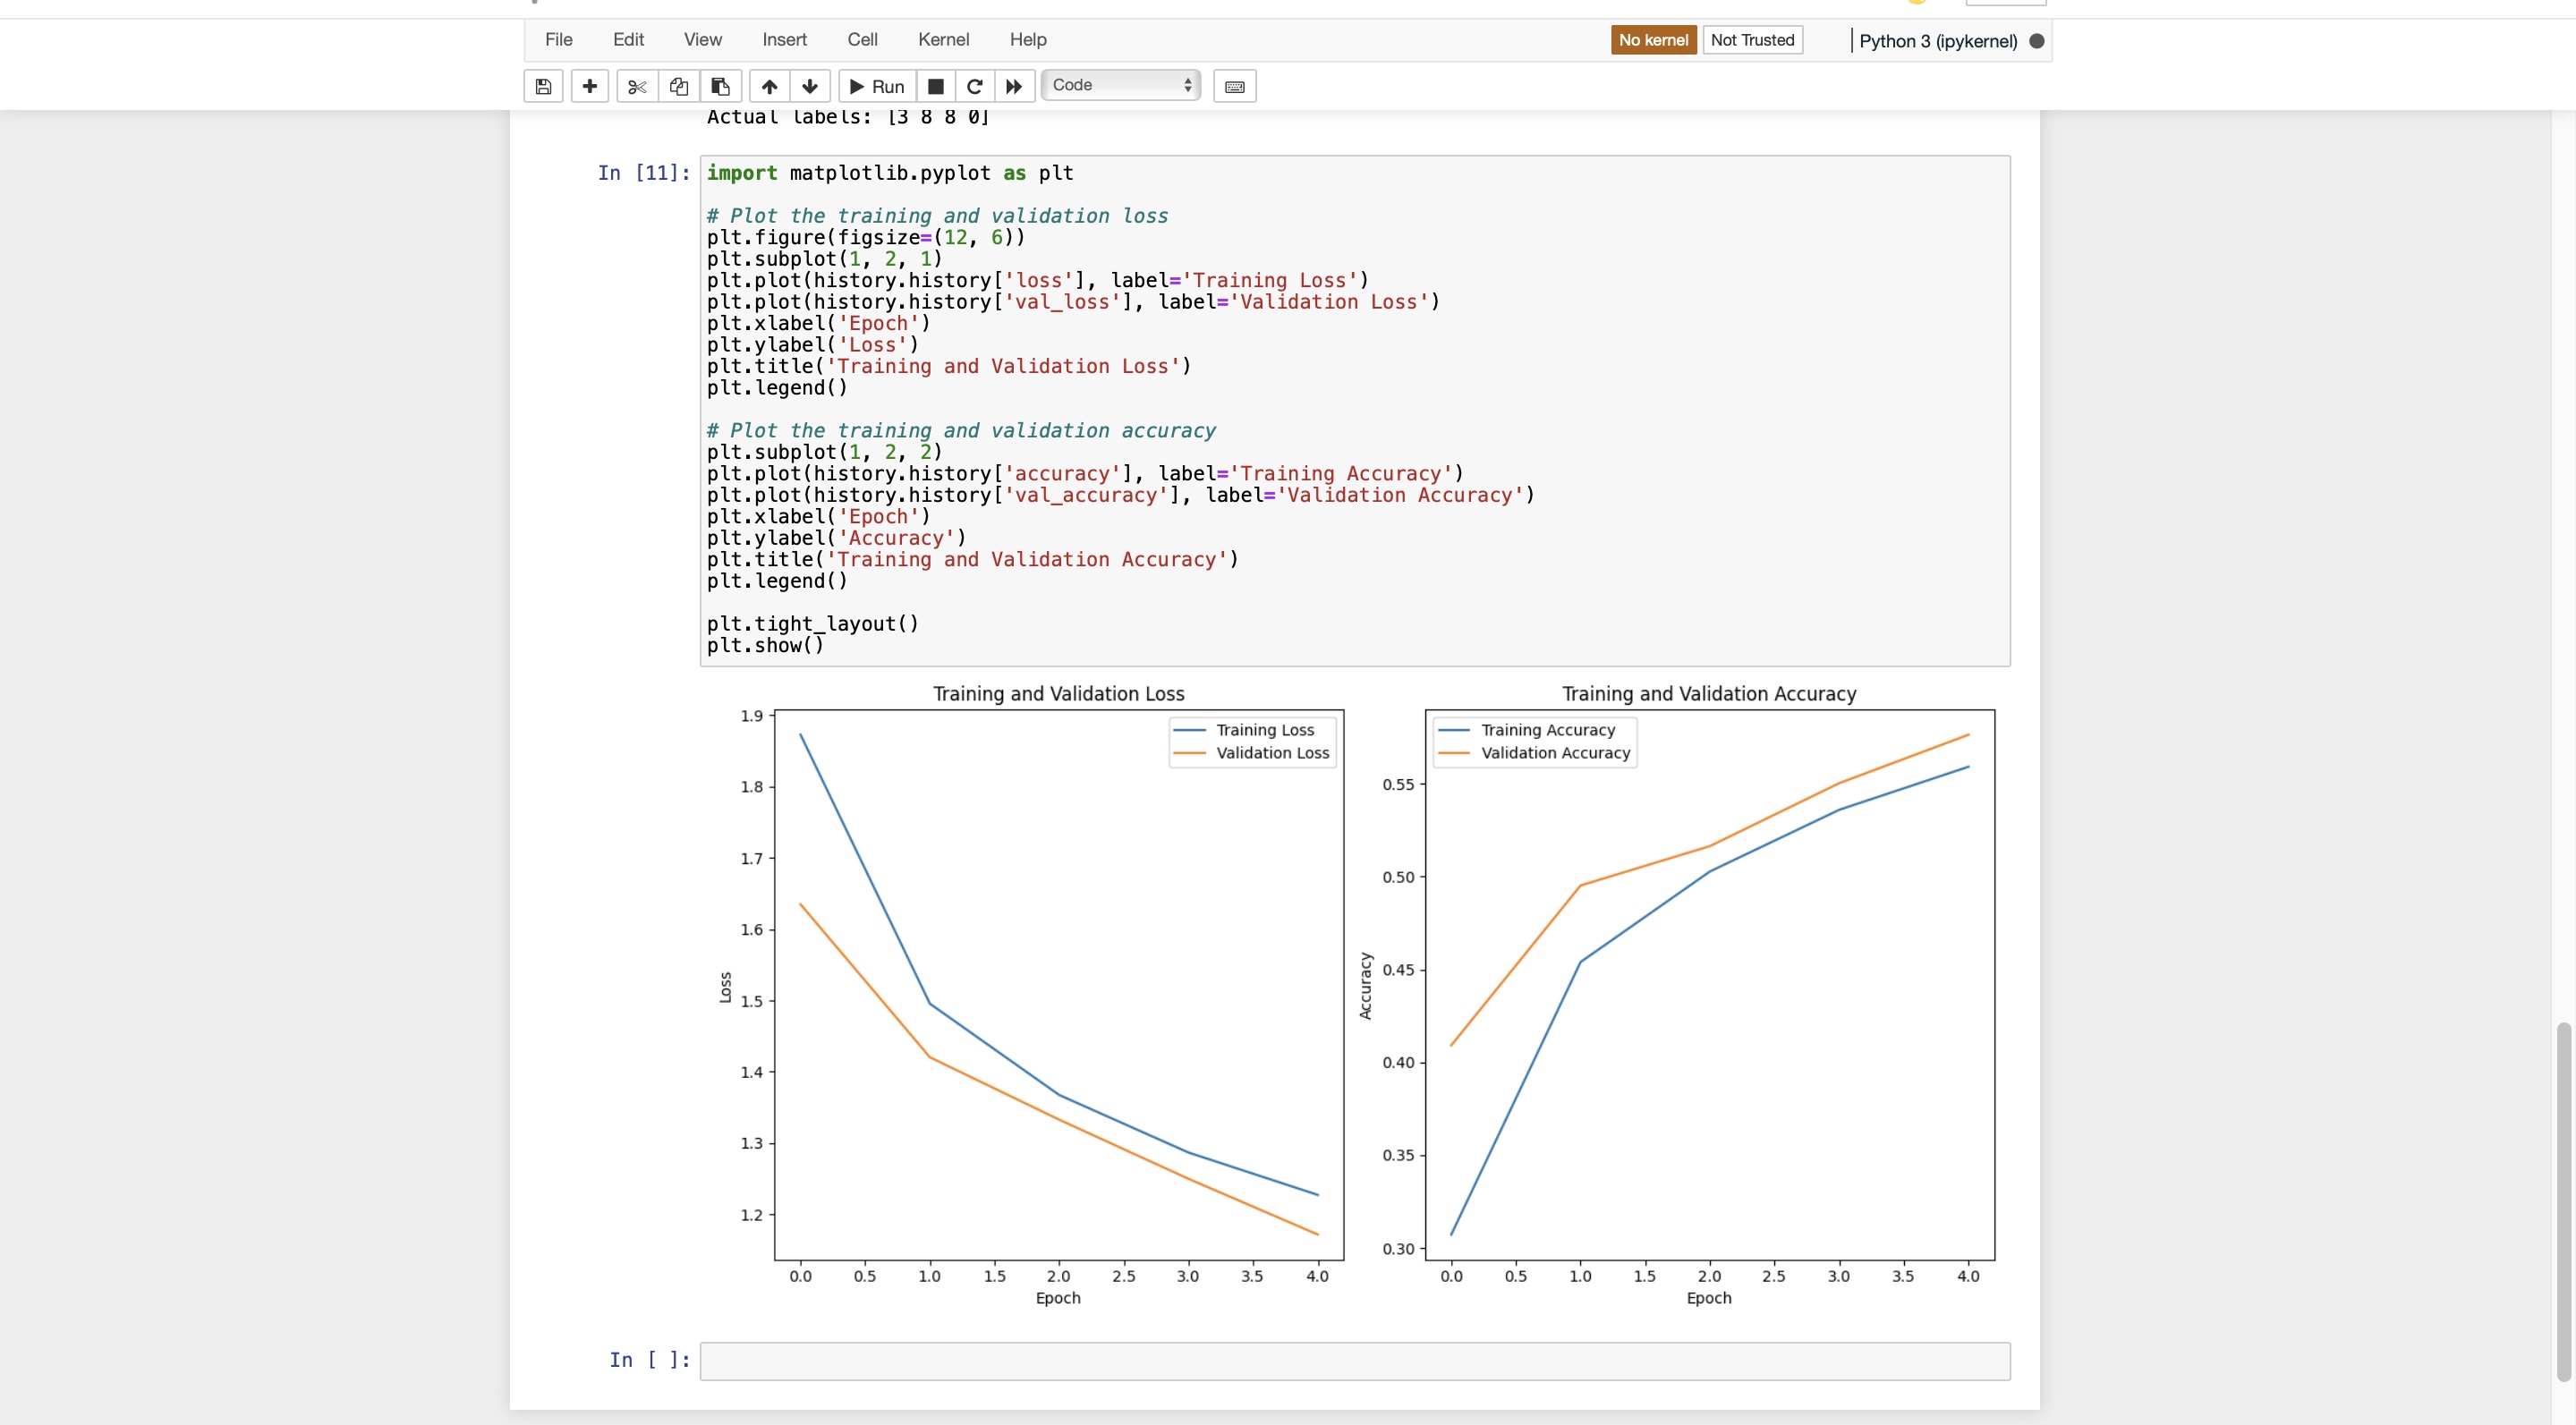 File Edit View Insert Cell Kernel Help No kernel Not Trusted Python 3 (ipykernel)
Run Code
Actual labels: [3 8 8 0]
In [11]:
import matplotlib.pyplot as plt
# Plot the training and validation loss
plt.figure(figsize=(12, 6))
plt.subplot(1, 2, 1)
plt.plot(history.history['loss'], label='Training Loss')
plt.plot(history.history['val_loss'], label='Validation Loss')
plt.xlabel('Epoch')
plt.ylabel('Loss')
plt.title('Training and Validation Loss')
plt.legend()
# Plot the training and validation accuracy
plt.subplot(1, 2, 2)
plt.plot(history.history['accuracy'], label='Training Accuracy')
plt.plot(history.history['val_accuracy'], label='Validation Accuracy')
plt.xlabel('Epoch')
plt.ylabel('Accuracy')
plt.title('Training and Validation Accuracy')
plt.legend()
plt.tight_layout()
plt.show()
Training and Validation Loss
Training Loss
Validation Loss
1.9
1.8
1.7
1.6
1.5
1.4
1.3
1.2
Loss
0.0 0.5 1.0 1.5 2.0 2.5 3.0 3.5 4.0
Epoch
Training and Validation Accuracy
Training Accuracy
Validation Accuracy
0.55
0.50
0.45
0.40
0.35
0.30
Accuracy
0.0 0.5 1.0 1.5 2.0 2.5 3.0 3.5 4.0
Epoch
In [ ]: